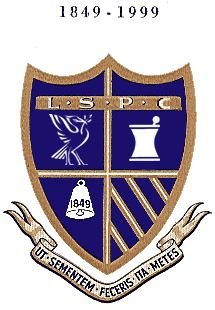 1849 - 1999
L · S · P · C
1849
UT · SEMENTEM · FECERIS · ITA · METES